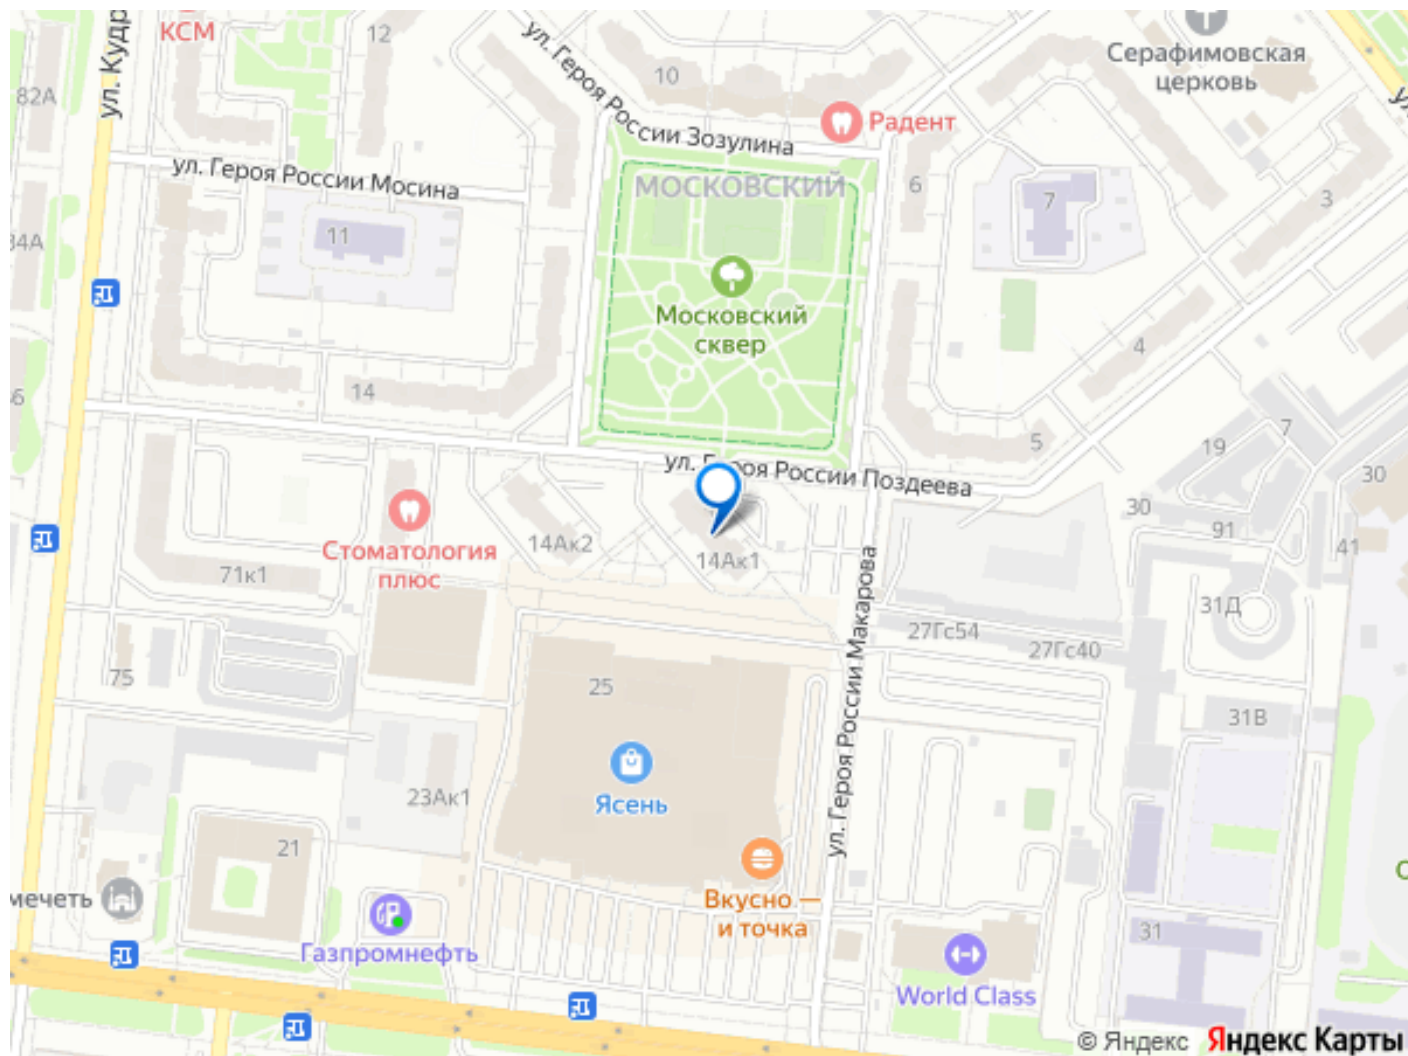 КСМ
12
ул. Героя России Зозулина
10
Серафимовская
церковь
ул. Кудр
82А
Радент
ул. Героя России Мосина
МОСКОВСКИЙ
6
7
3
34А
11
Московский
сквер
4
14
5
7
19
ул. Героя России Поздеева
30
30
Стоматология
плюс
14Ак2
14Ак1
91
41
71к1
ул. Героя России Макарова
31Д
27Гс54
27Гс40
75
25
31В
Ясень
23Ак1
21
мечеть
Вкусно —
и точка
Газпромнефть
31
World Class
© Яндекс Яндекс Карты